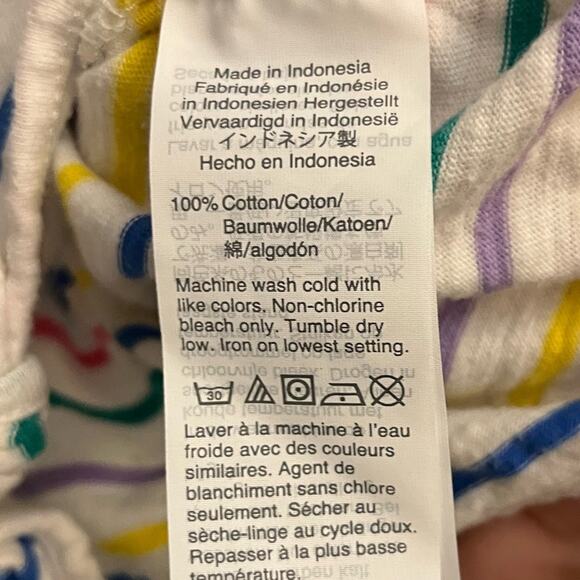 Made in Indonesia
Fabriqué en Indonésie
in Indonesien Hergestellt
Vervaardigd in Indonesië
インドネシア製
Hecho en Indonesia
100% Cotton/Coton/
Baumwolle/Katoen/
綿/algodón
Machine wash cold with
like colors. Non-chlorine
bleach only. Tumble dry
low. Iron on lowest setting.
30
Laver à la machine à l'eau
froide avec des couleurs
similaires. Agent de
blanchiment sans chlore
seulement. Sécher au
sèche-linge au cycle doux.
Repasser à la plus basse
température.